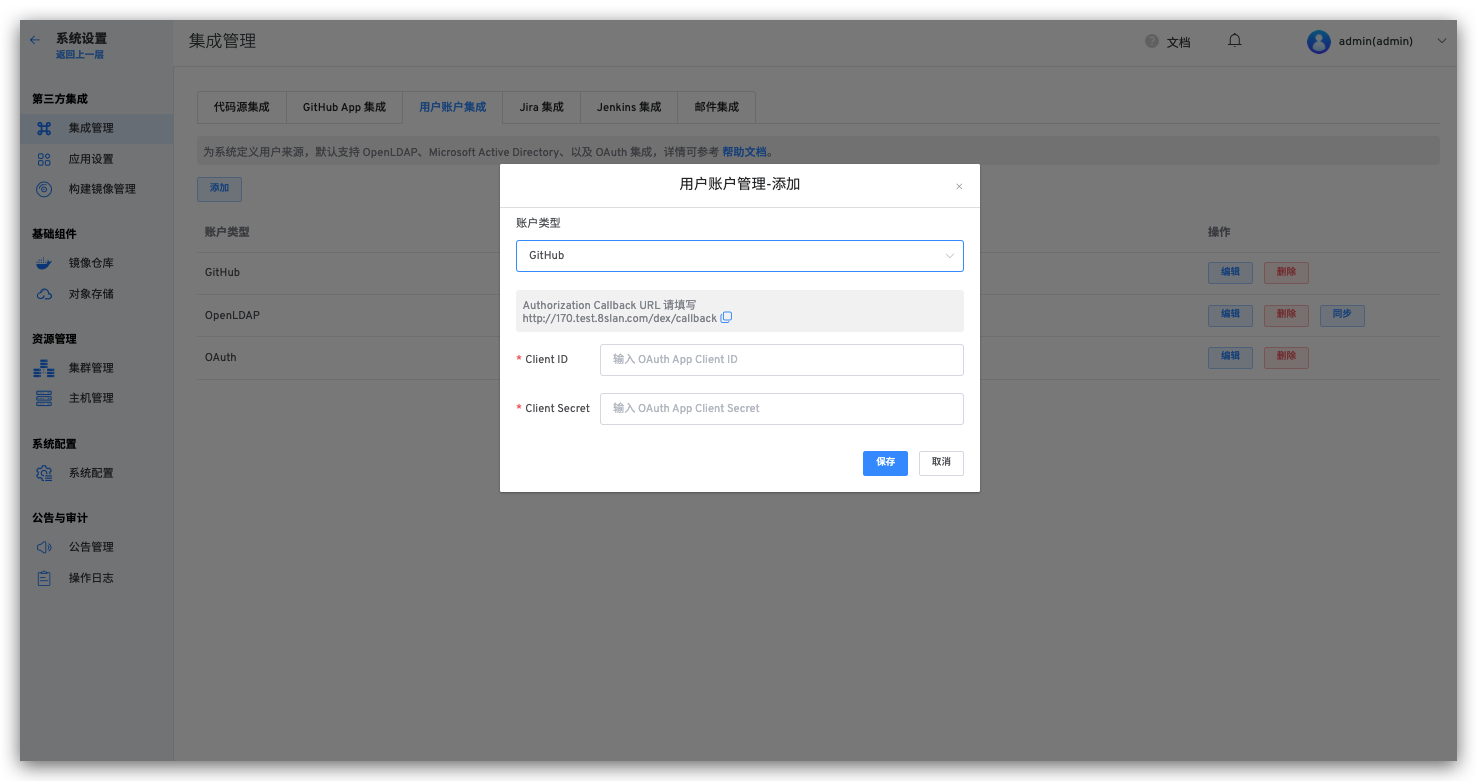 系统设置
返回上一层
集成管理
文档
admin(admin)
第三方集成
集成管理
应用设置
构建镜像管理
基础组件
镜像仓库
对象存储
资源管理
集群管理
主机管理
系统配置
系统配置
公告与审计
公告管理
操作日志
代码源集成 GitHub App 集成 用户账户集成 Jira 集成 Jenkins 集成 邮件集成
为系统定义用户来源，默认支持 OpenLDAP、Microsoft Active Directory、以及 OAuth 集成，详情可参考 帮助文档。
添加
账户类型 操作
GitHub 编辑 删除
OpenLDAP 编辑 删除 同步
OAuth 编辑 删除
用户账户管理-添加
账户类型
GitHub
Authorization Callback URL 请填写
http://170.test.8slan.com/dex/callback
* Client ID 输入 OAuth App Client ID
* Client Secret 输入 OAuth App Client Secret
保存 取消